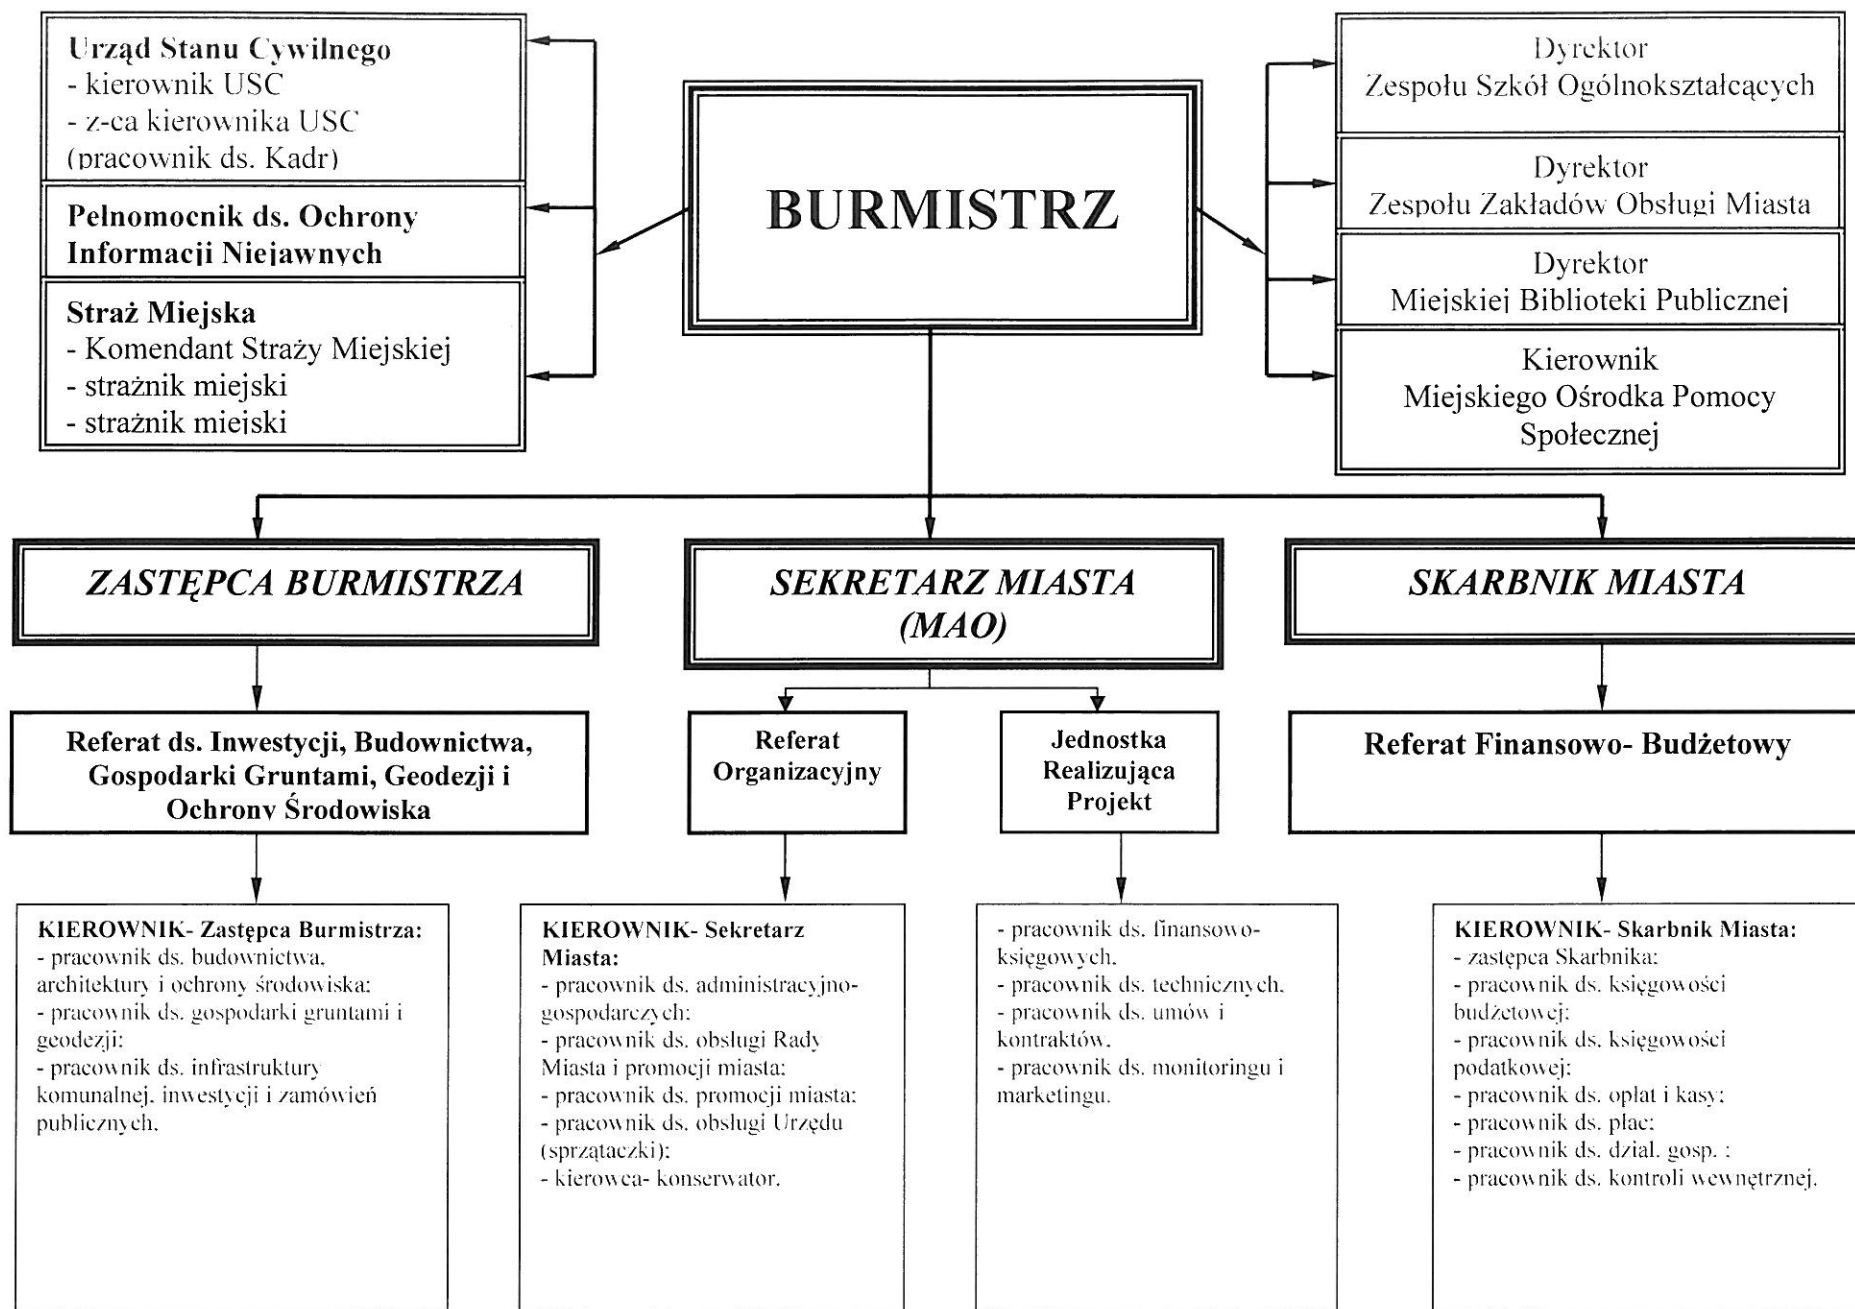 Urząd Stanu Cywilnego
- kierownik USC
- z-ca kierownika USC
(pracownik ds. Kadr)
Pełnomocnik ds. Ochrony
Informacji Niejawnych
Straż Miejska
- Komendant Straży Miejskiej
- strażnik miejski
- strażnik miejski
BURMISTRZ
Dyrektor
Zespołu Szkół Ogólnokształcących
Dyrektor
Zespołu Zakładów Obsługi Miasta
Dyrektor
Miejskiej Biblioteki Publicznej
Kierownik
Miejskiego Ośrodka Pomocy
Społecznej
ZASTĘPCA BURMISTRZA
SEKRETARZ MIASTA
(MAO)
SKARBNIK MIASTA
Referat ds. Inwestycji, Budownictwa,
Gospodarki Gruntami, Geodezji i
Ochrony Środowiska
Referat
Organizacyjny
Jednostka
Realizująca
Projekt
Referat Finansowo- Budżetowy
KIEROWNIK- Zastępca Burmistrza:
- pracownik ds. budownictwa,
architektury i ochrony środowiska;
- pracownik ds. gospodarki gruntami i
geodezji;
- pracownik ds. infrastruktury
komunalnej, inwestycji i zamówień
publicznych.
KIEROWNIK- Sekretarz
Miasta:
- pracownik ds. administracyjno-
gospodarczych;
- pracownik ds. obsługi Rady
Miasta i promocji miasta;
- pracownik ds. promocji miasta;
- pracownik ds. obsługi Urzędu
(sprzątaczki);
- kierowca- konserwator.
- pracownik ds. finansowo-
księgowych,
- pracownik ds. technicznych,
- pracownik ds. umów i
kontraktów,
- pracownik ds. monitoringu i
marketingu.
KIEROWNIK- Skarbnik Miasta:
- zastępca Skarbnika;
- pracownik ds. księgowości
budżetowej;
- pracownik ds. księgowości
podatkowej;
- pracownik ds. opłat i kasy;
- pracownik ds. płac;
- pracownik ds. dział. gosp. ;
- pracownik ds. kontroli wewnętrznej.